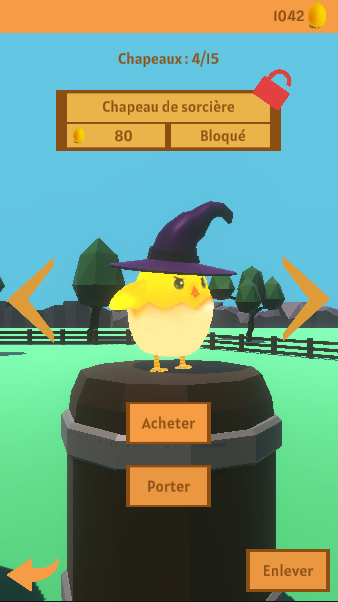 1042
Chapeaux : 4/15
Chapeau de sorcière
80 Bloqué
Acheter
Porter
Enlever